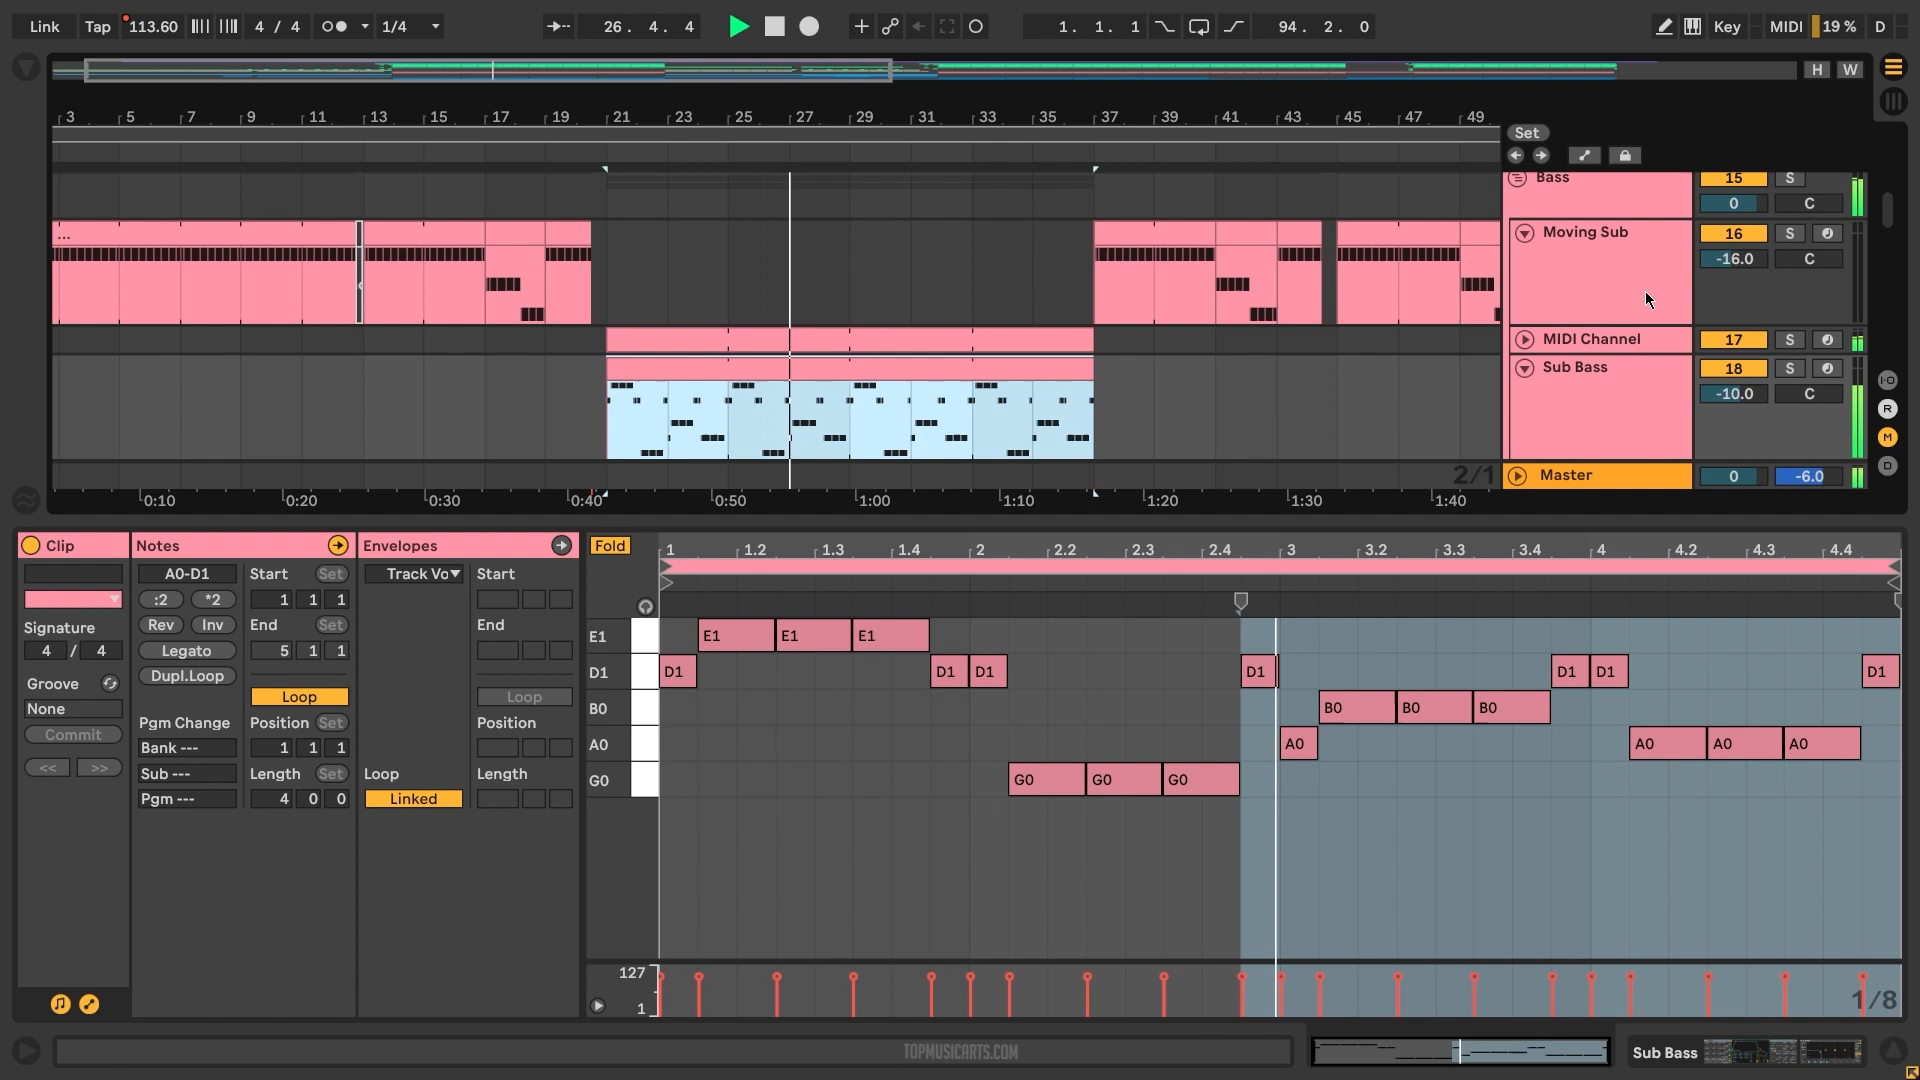 Link Tap 113.60 4 / 4 1/4 26. 4. 4 1. 1. 1 94. 2. 0 Key MIDI 19 % D
H W
3 5 7 9 11 13 15 17 19 21 23 25 27 29 31 33 35 37 39 41 43 45 47 49
Set
Bass 15 S
0 C
...
Moving Sub 16 S
-16.0 C
MIDI Channel 17 S
Sub Bass 18 S
-10.0 C
R
M
D
2/1 Master 0 -6.0
0:10 0:20 0:30 0:40 0:50 1:00 1:10 1:20 1:30 1:40
Clip Notes Envelopes Fold 1 1.2 1.3 1.4 2 2.2 2.3 2.4 3 3.2 3.3 3.4 4 4.2 4.3 4.4
A0-D1 Start Set Track Vo Start
:2 *2 1 1 1
Signature Rev Inv End Set End
4 / 4 Legato 5 1 1
Groove Dupl.Loop Loop Loop
None Pgm Change Position Set Position
Commit Bank --- 1 1 1
<< >> Sub --- Length Set Loop Length
Pgm --- 4 0 0 Linked
E1 E1 E1 E1
D1 D1 D1 D1 D1 D1 D1 D1
B0 B0 B0 B0
A0 A0 A0 A0 A0
G0 G0 G0 G0
127
1 1/8
TOPMUSICARTS.COM Sub Bass